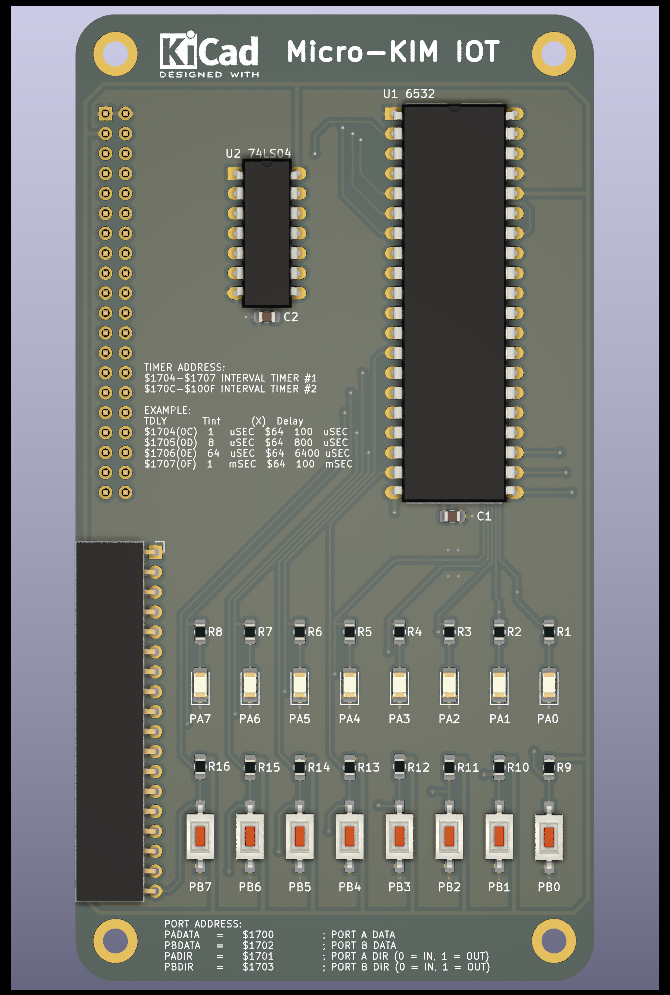 KiCad
DESIGNED WITH
Micro-KIM IOT
U1 6532
U2 74LS04
C2
TIMER ADDRESS:
$1704-$1707 INTERVAL TIMER #1
$170C-$100F INTERVAL TIMER #2
EXAMPLE:
TDLY Tint (X) Delay
$1704(0C) 1 uSEC $64 100 uSEC
$1705(0D) 8 uSEC $64 800 uSEC
$1706(0E) 64 uSEC $64 6400 uSEC
$1707(0F) 1 mSEC $64 100 mSEC
C1
R8 R7 R6 R5 R4 R3 R2 R1
PA7 PA6 PA5 PA4 PA3 PA2 PA1 PA0
R16 R15 R14 R13 R12 R11 R10 R9
PB7 PB6 PB5 PB4 PB3 PB2 PB1 PB0
PORT ADDRESS:
PADATA = $1700 ; PORT A DATA
PBDATA = $1702 ; PORT B DATA
PADIR = $1701 ; PORT A DIR (0 = IN, 1 = OUT)
PBDIR = $1703 ; PORT B DIR (0 = IN, 1 = OUT)